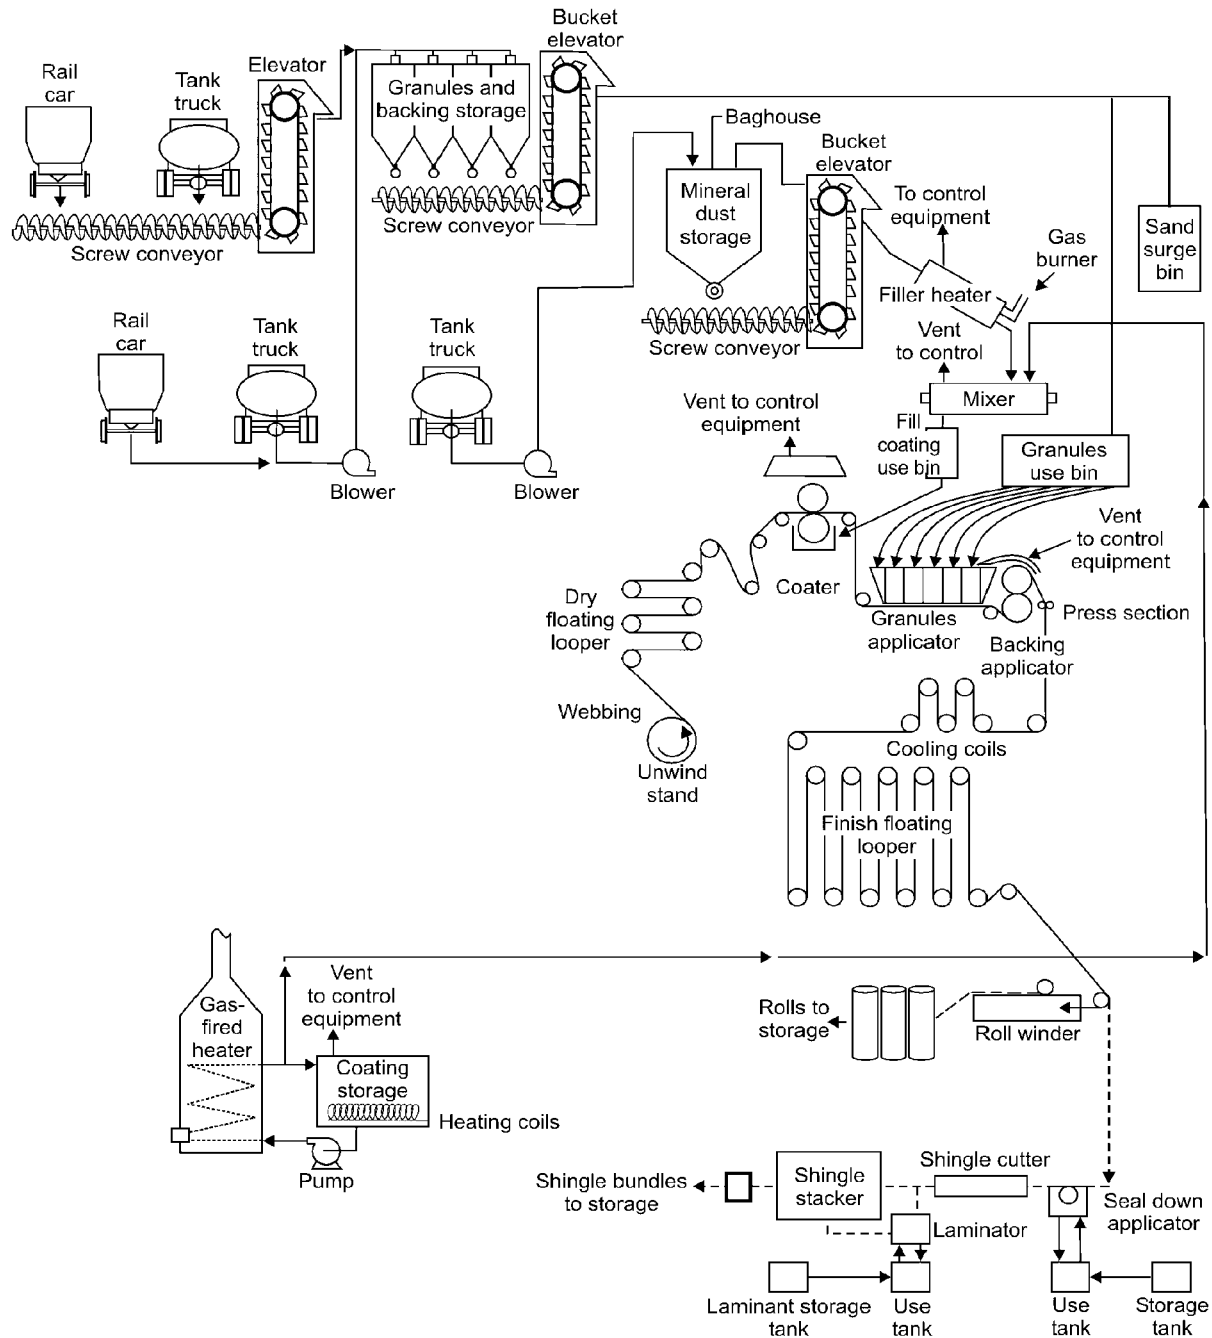 Bucket
elevator
Elevator
Rail
car
Tank
truck
Granules and
backing storage
Screw conveyor
Screw conveyor
Baghouse
Bucket
elevator
Mineral
dust
storage
To control
equipment
Gas
burner
Sand
surge
bin
Filler heater
Screw conveyor
Rail
car
Tank
truck
Tank
truck
Vent
to control
Mixer
Vent to control
equipment
Fill
coating
use bin
Granules
use bin
Blower
Blower
Vent
to control
equipment
Coater
Dry
floating
looper
Granules
applicator
Press section
Backing
applicator
Webbing
Unwind
stand
Cooling coils
Finish floating
looper
Vent
to control
equipment
Gas-
fired
heater
Rolls to
storage
Roll winder
Coating
storage
Heating coils
Pump
Shingle bundles
to storage
Shingle
stacker
Shingle cutter
Seal down
applicator
Laminator
Laminant storage
tank
Use
tank
Use
tank
Storage
tank